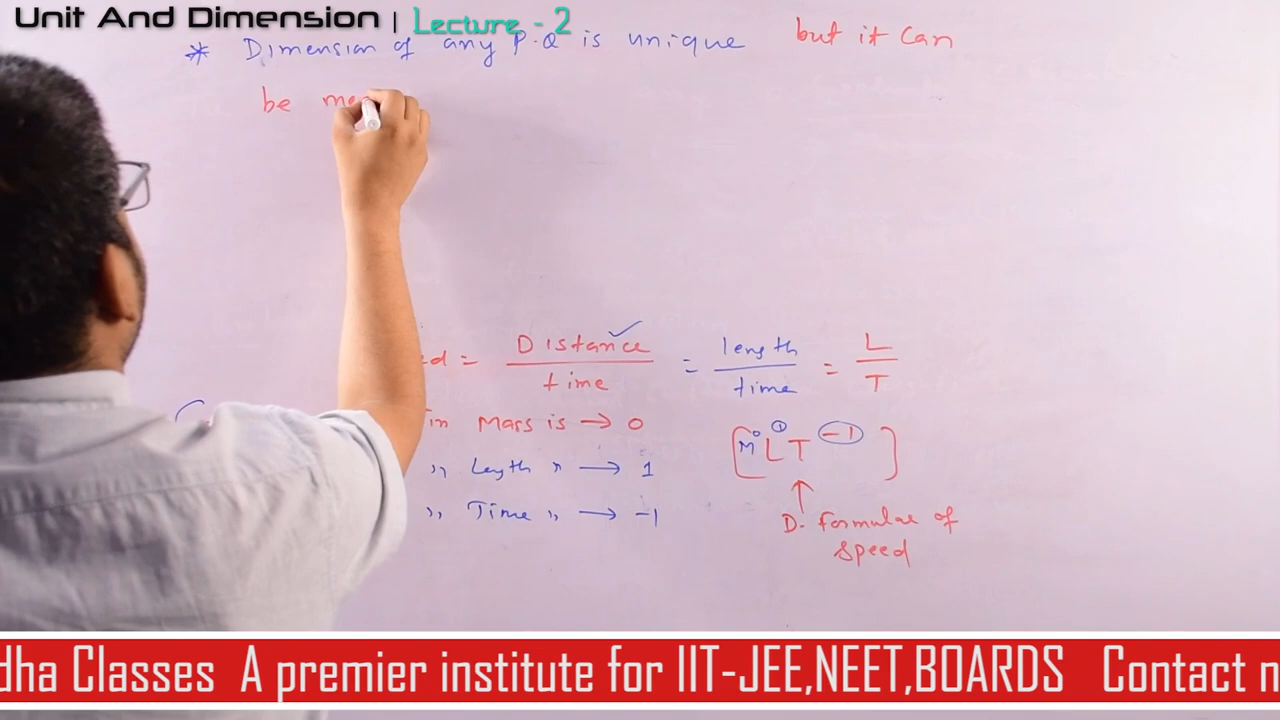 Unit And Dimension | Lecture - 2
* Dimension of any P.Q is unique but it can
be mea
ed = Distance / time = length / time = L / T
in Mass is → 0
,, Length ,, → 1
,, Time ,, → -1
[M⁰ L¹ T⁻¹]
D. formulae of
speed
dha Classes A premier institute for IIT-JEE,NEET,BOARDS Contact n